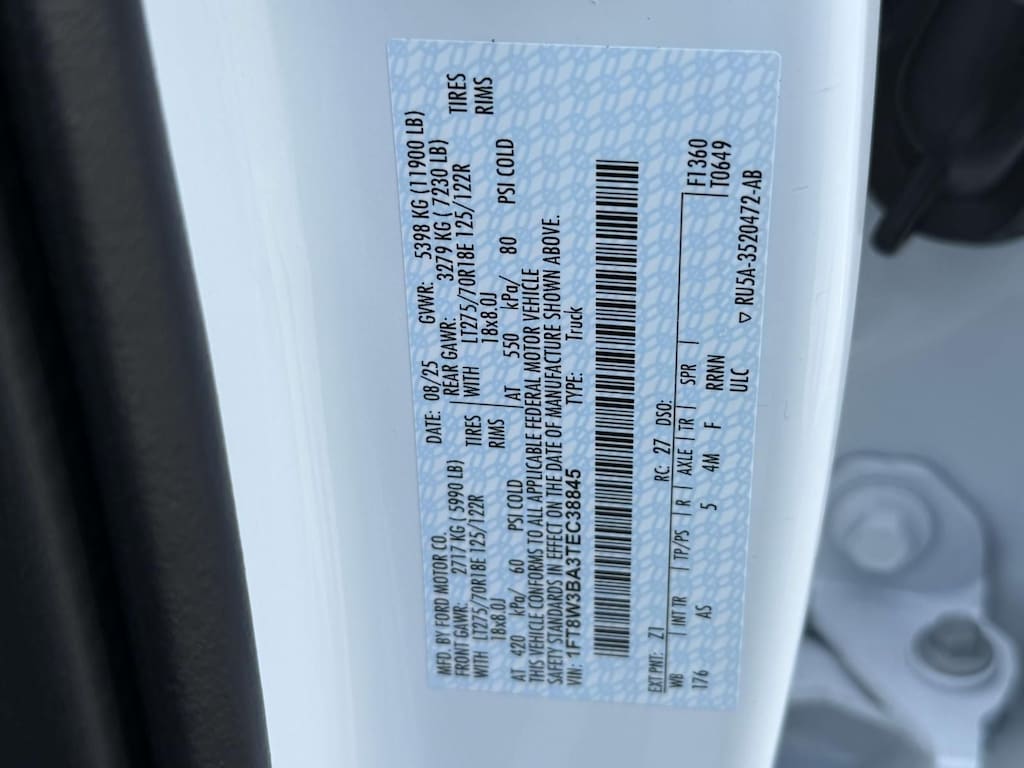 MFD. BY FORD MOTOR CO.
DATE: 08/25 GVWR: 5398 KG (11900 LB)
FRONT GAWR: 2717 KG ( 5990 LB)
REAR GAWR: 3279 KG ( 7230 LB)
WITH LT275/70R18E 125/122R TIRES
WITH LT275/70R18E 125/122R TIRES
18x8.0J RIMS
18x8.0J RIMS
AT 420 kPa/ 60 PSI COLD
AT 550 kPa/ 80 PSI COLD
THIS VEHICLE CONFORMS TO ALL APPLICABLE FEDERAL MOTOR VEHICLE
SAFETY STANDARDS IN EFFECT ON THE DATE OF MANUFACTURE SHOWN ABOVE.
VIN: 1FT8W3BA3TEC38845 TYPE: Truck
EXT PNT: Z1 RC: 27 DSO: F1360
WB INT TR TP/PS R AXLE TR SPR T0649
176 AS 5 4M F RRNN
ULC
▽ RU5A-3520472-AB